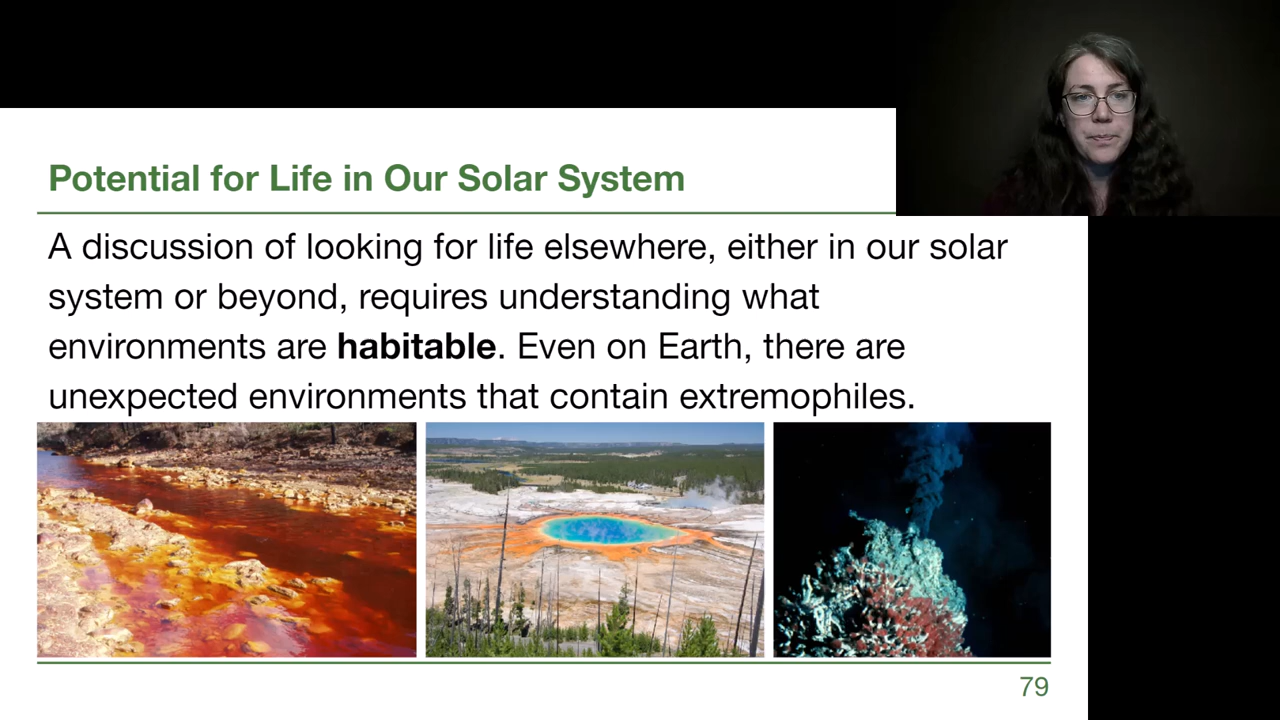 Potential for Life in Our Solar System
A discussion of looking for life elsewhere, either in our solar
system or beyond, requires understanding what
environments are habitable. Even on Earth, there are
unexpected environments that contain extremophiles.
79